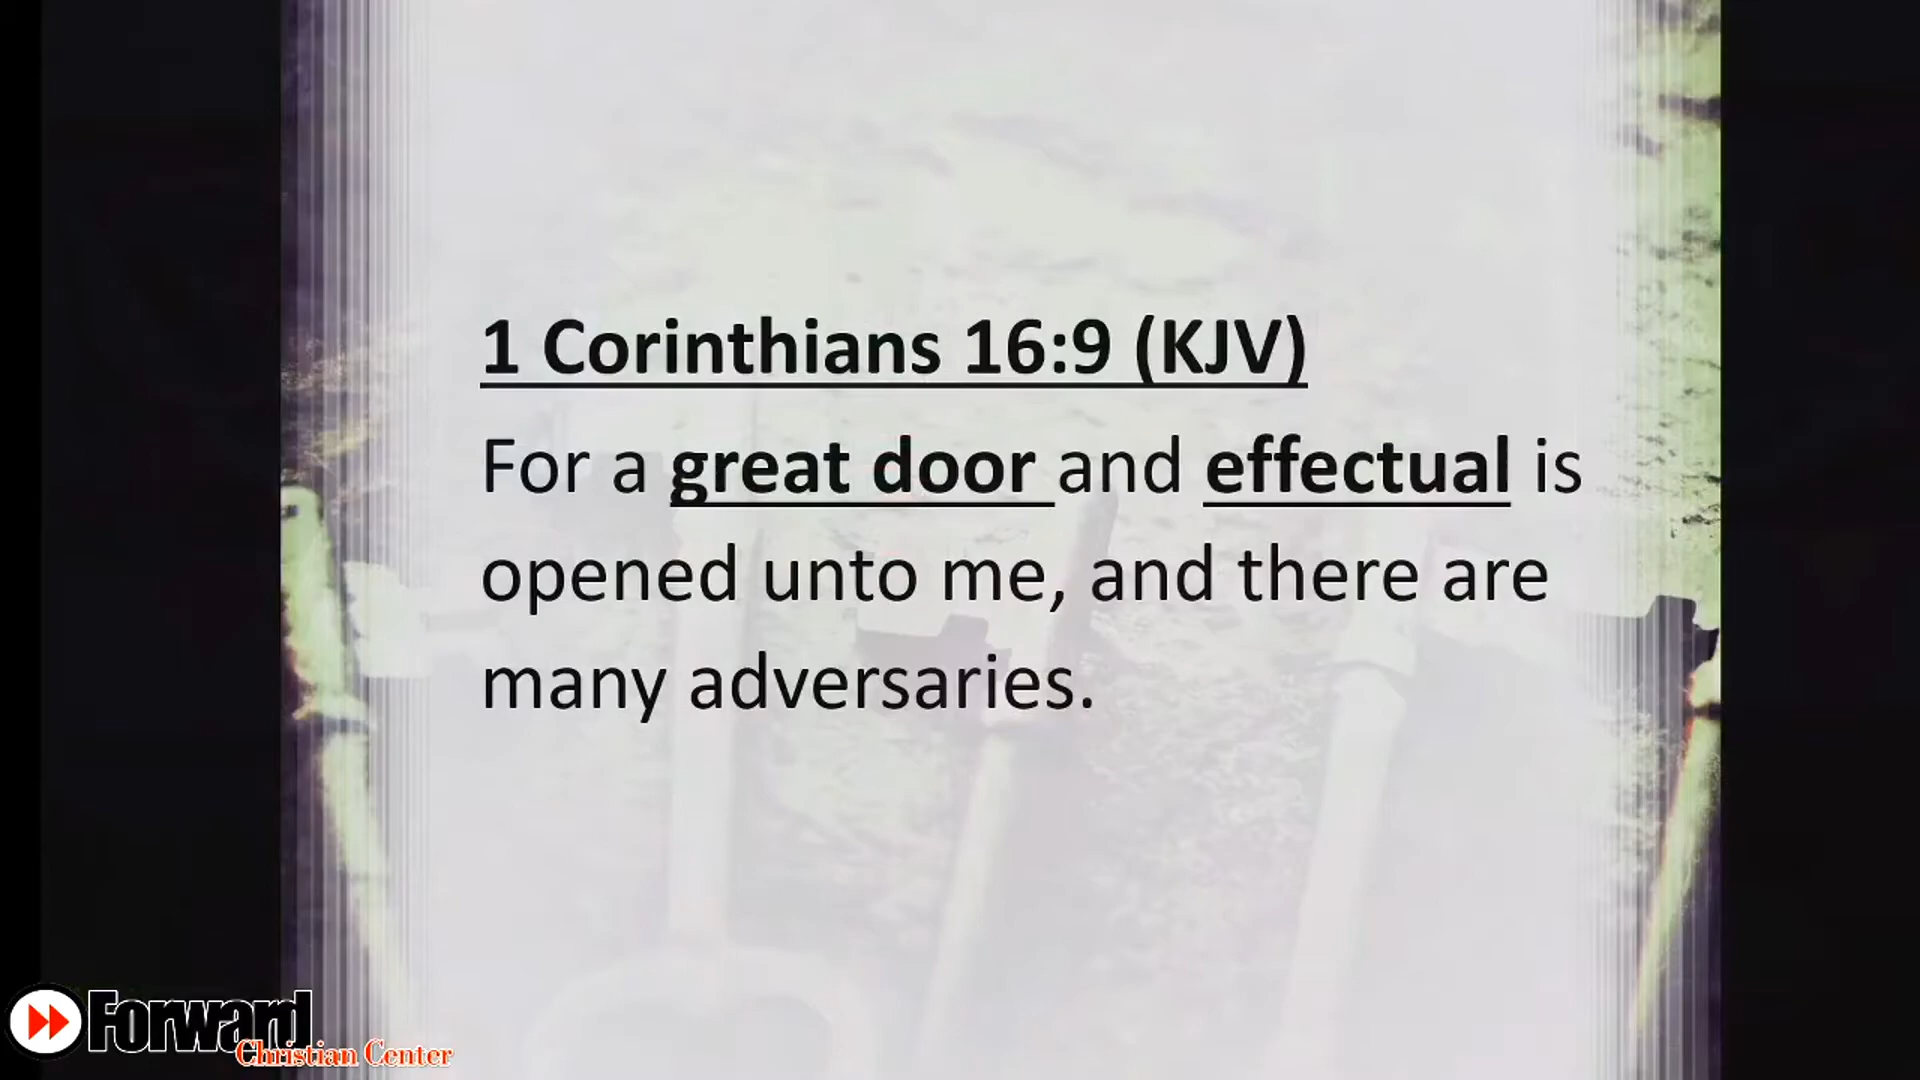 1 Corinthians 16:9 (KJV)
For a great door and effectual is
opened unto me, and there are
many adversaries.
Forward
Christian Center